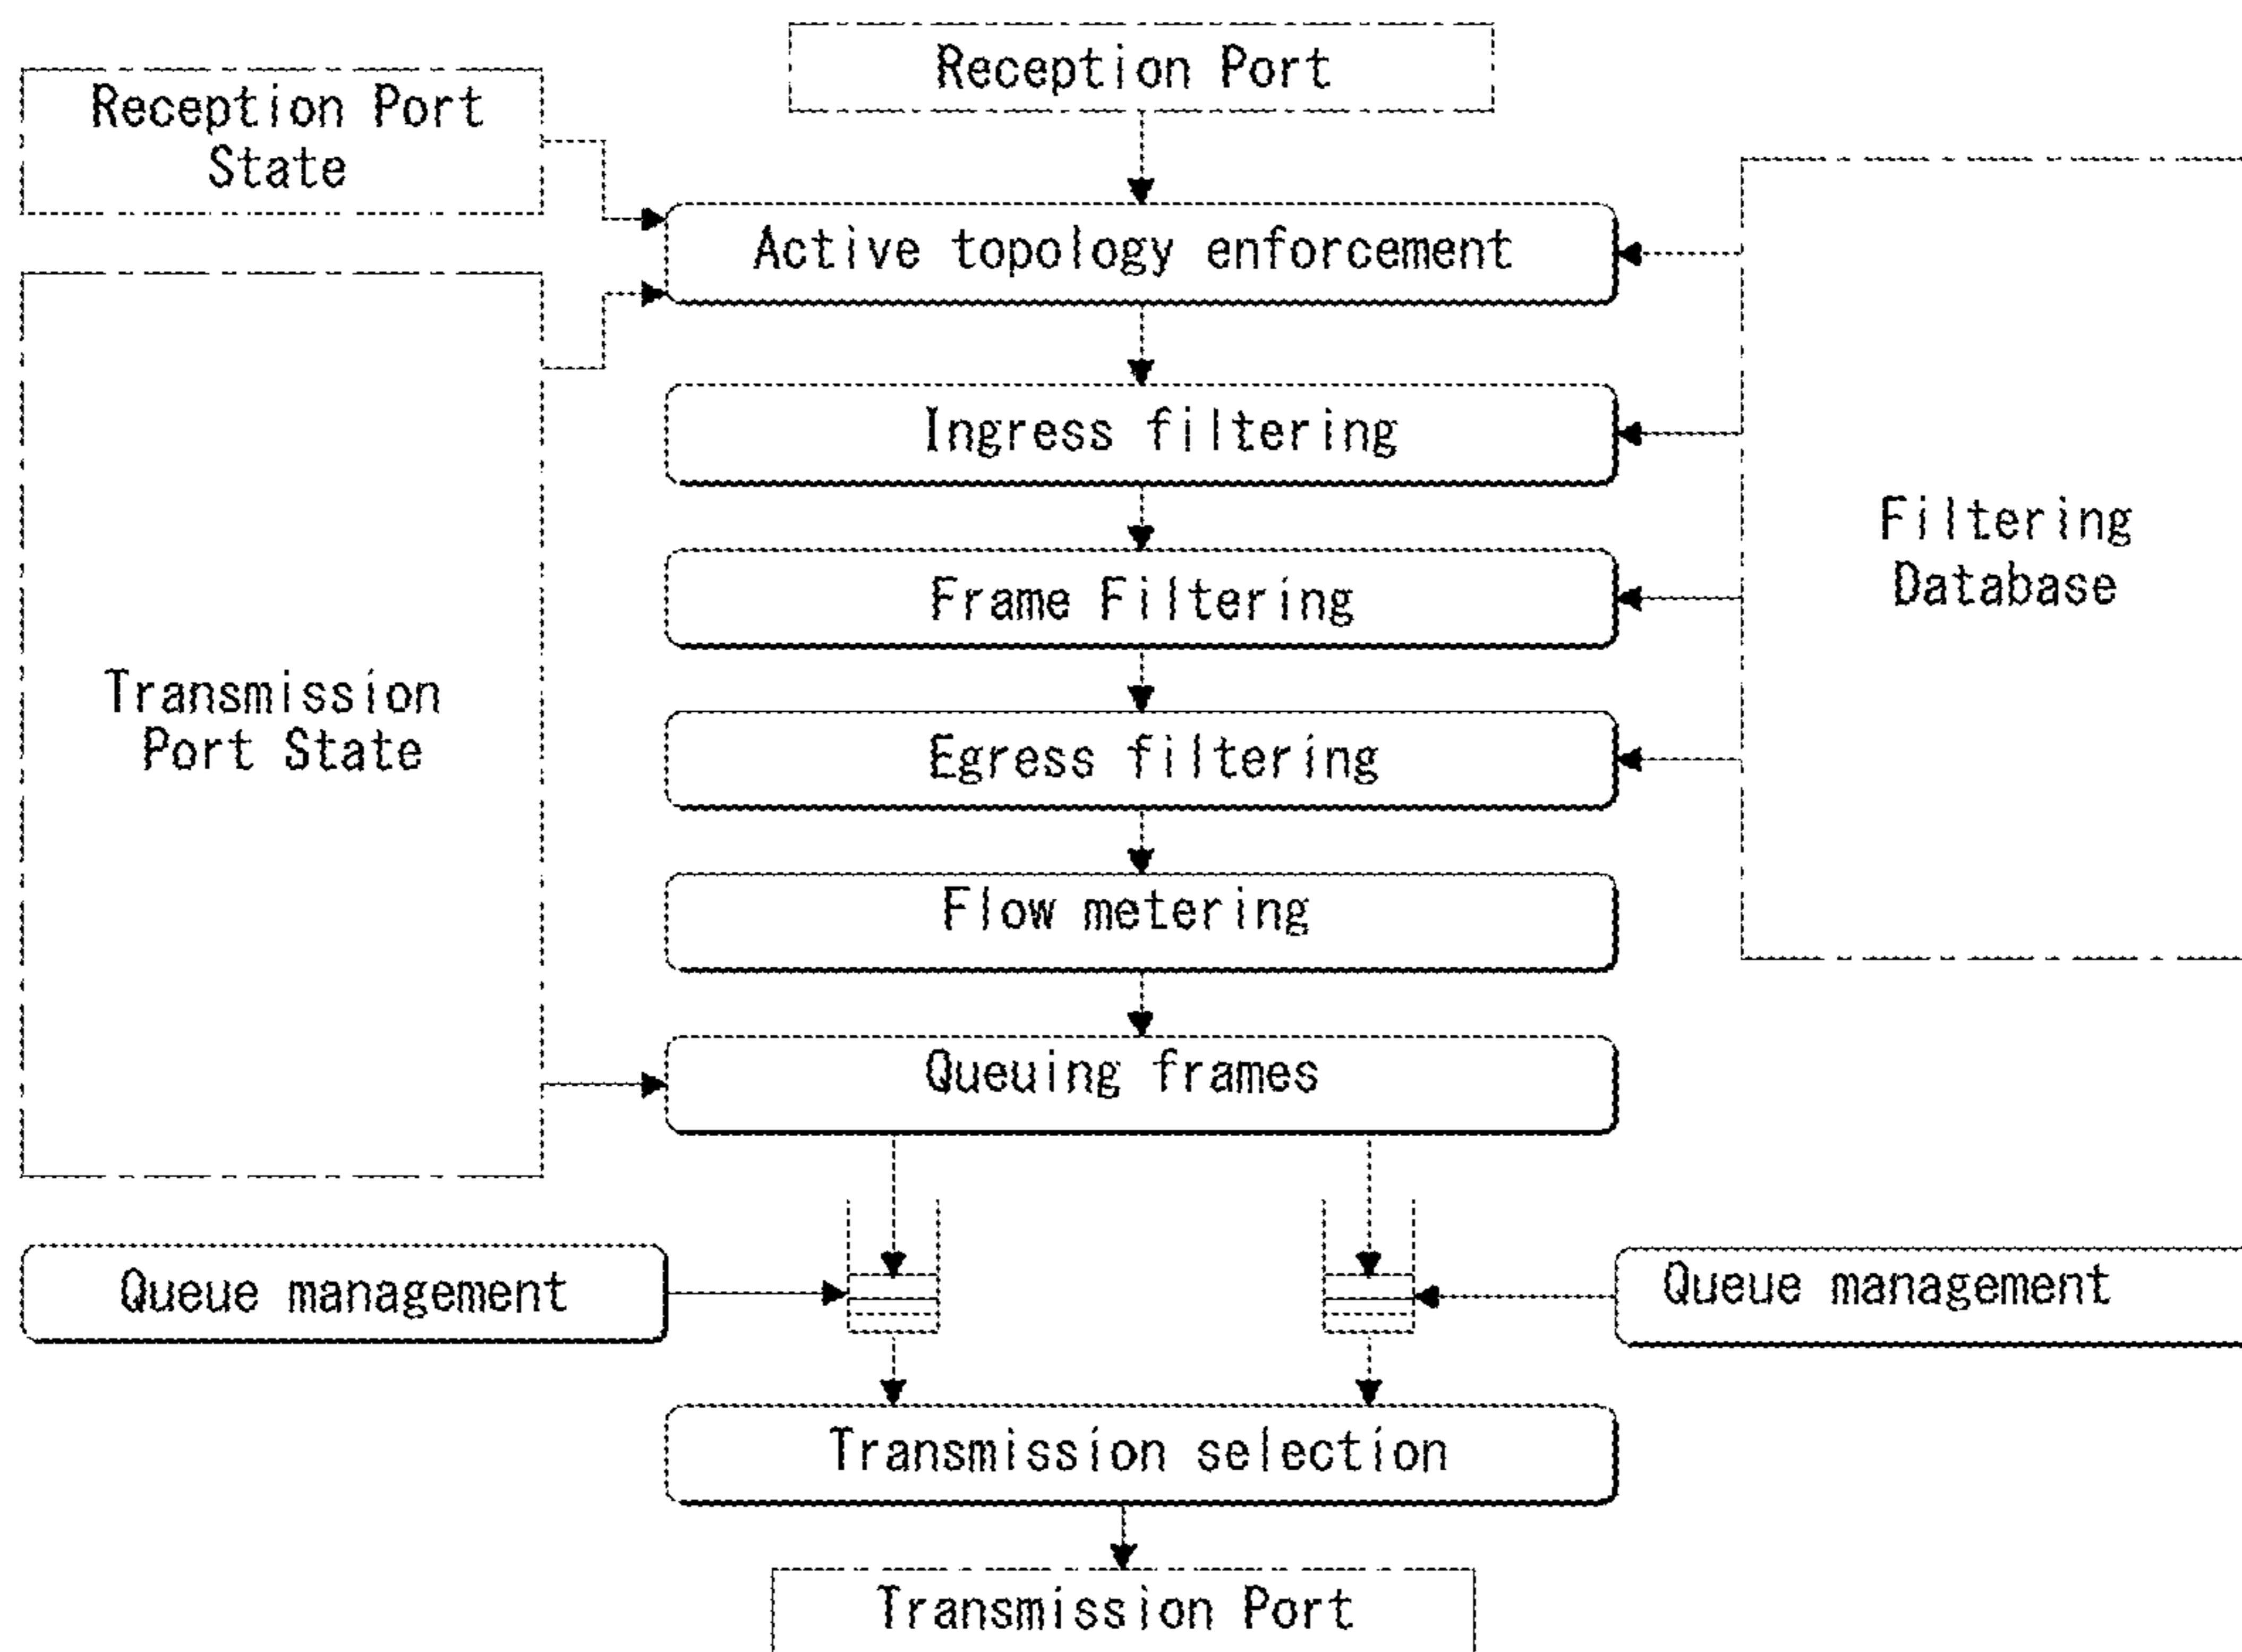 Reception Port
Reception Port
State
Active topology enforcement
Ingress filtering
Filtering
Database
Frame Filtering
Transmission
Port State
Egress filtering
Flow metering
Queuing frames
Queue management
Queue management
Transmission selection
Transmission Port